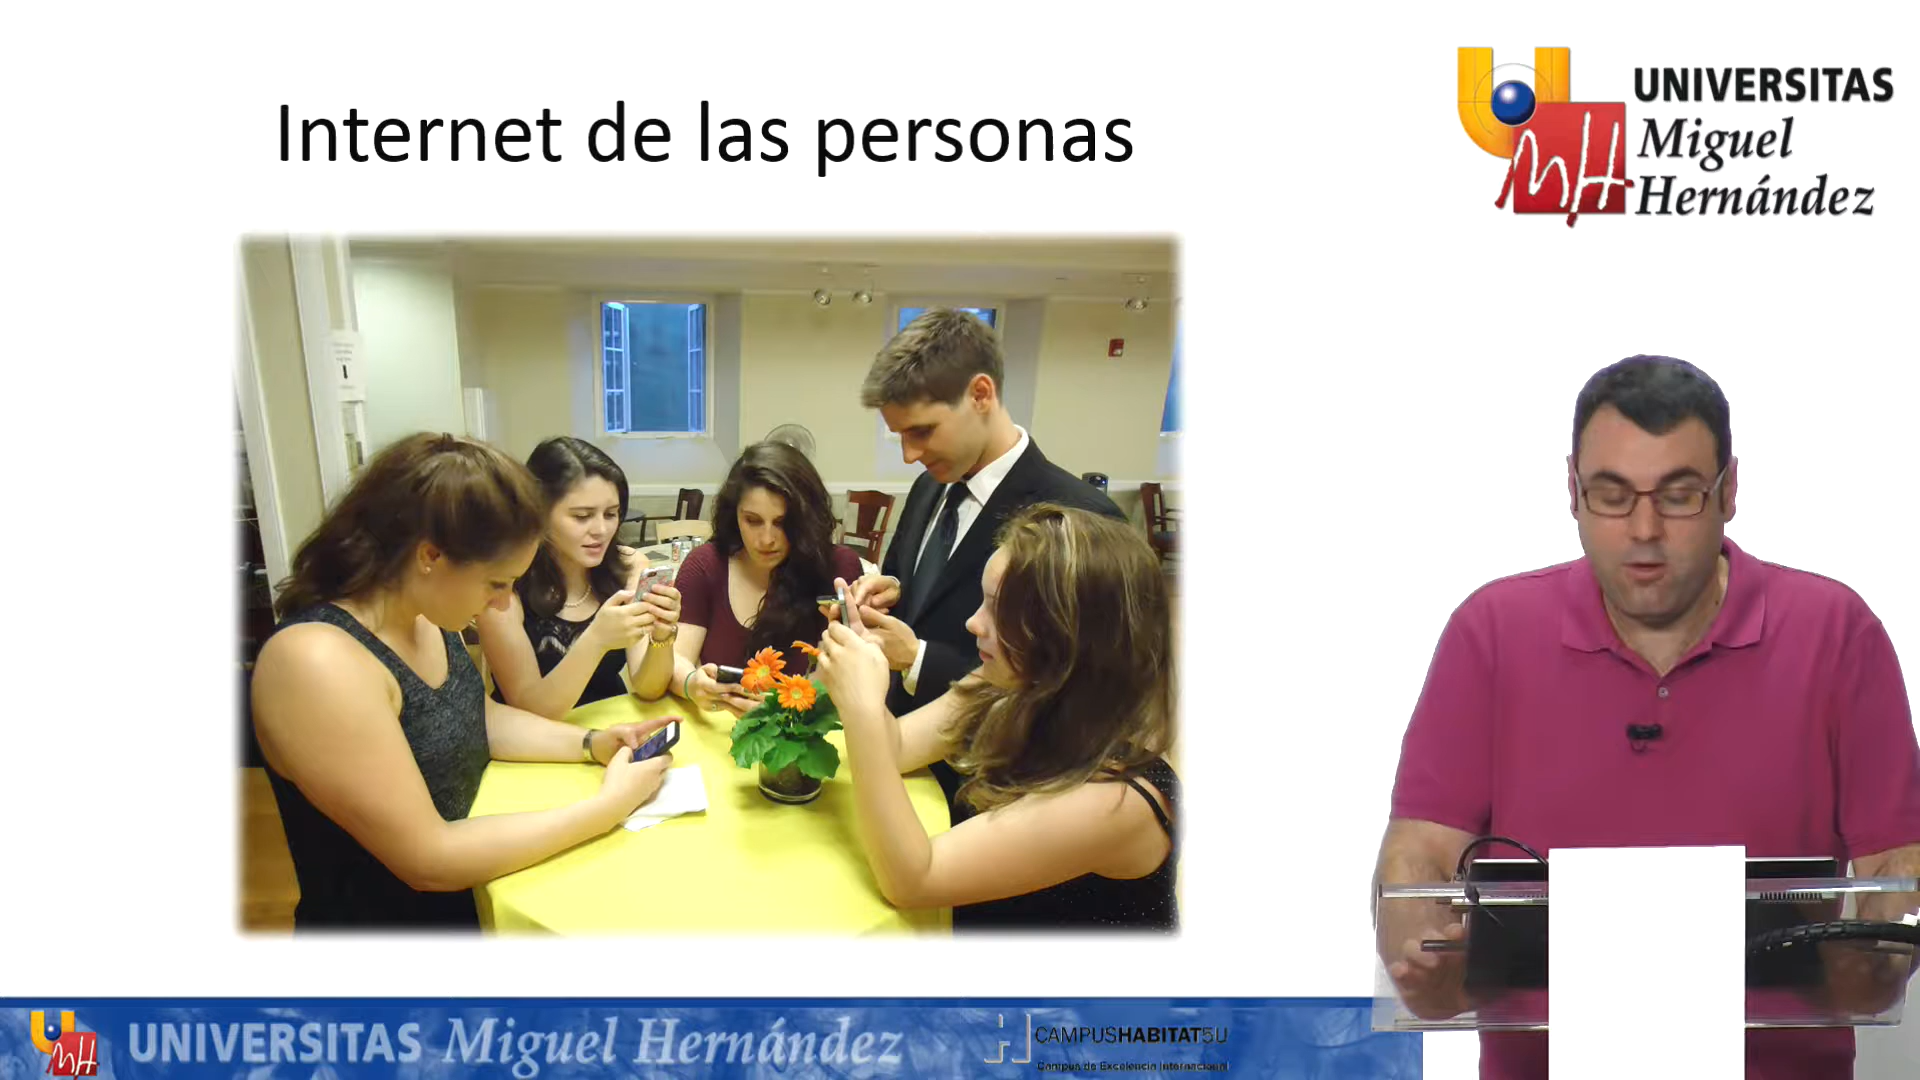 Internet de las personas
UNIVERSITAS
Miguel
Hernández
UNIVERSITAS Miguel Hernández
CAMPUSHABITAT5U
Campus de Excelencia Internacional